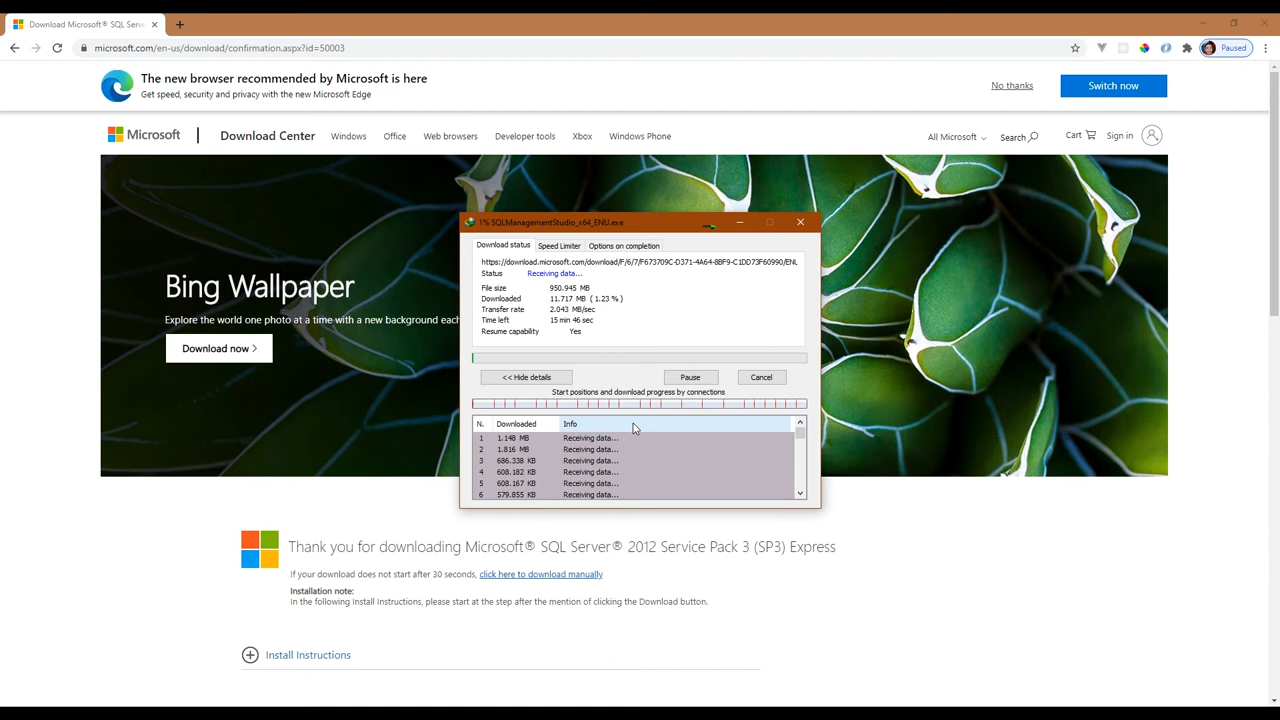 Download Microsoft® SQL Serv
microsoft.com/en-us/download/confirmation.aspx?id=50003
Paused
The new browser recommended by Microsoft is here
Get speed, security and privacy with the new Microsoft Edge
No thanks
Switch now
Microsoft
Download Center
Windows
Office
Web browsers
Developer tools
Xbox
Windows Phone
All Microsoft
Search
Cart
Sign in
Bing Wallpaper
Explore the world one photo at a time with a new background each
Download now
1% SQLManagementStudio_x64_ENU.exe
Download status
Speed Limiter
Options on completion
https://download.microsoft.com/download/F/6/7/F673709C-D371-4A64-8BF9-C1DD73F60990/ENU
Status Receiving data...
File size 950.945 MB
Downloaded 11.717 MB ( 1.23 % )
Transfer rate 2.043 MB/sec
Time left 15 min 46 sec
Resume capability Yes
<< Hide details
Pause
Cancel
Start positions and download progress by connections
N. Downloaded Info
1 1.148 MB Receiving data...
2 1.816 MB Receiving data...
3 686.338 KB Receiving data...
4 608.182 KB Receiving data...
5 608.167 KB Receiving data...
6 579.855 KB Receiving data...
Thank you for downloading Microsoft® SQL Server® 2012 Service Pack 3 (SP3) Express
If your download does not start after 30 seconds, click here to download manually
Installation note:
In the following Install Instructions, please start at the step after the mention of clicking the Download button.
Install Instructions